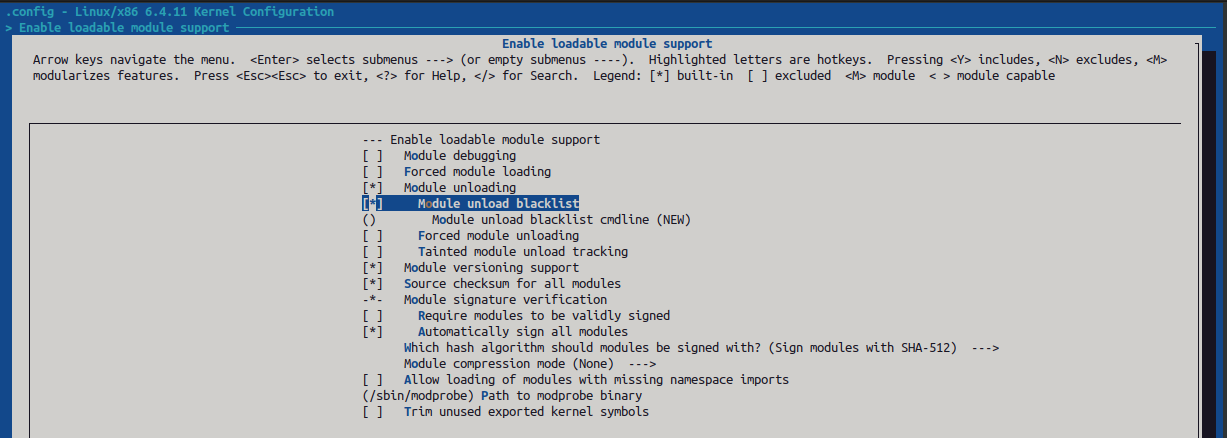 .config - Linux/x86 6.4.11 Kernel Configuration
> Enable loadable module support
Enable loadable module support
Arrow keys navigate the menu.  <Enter> selects submenus ---> (or empty submenus ----).  Highlighted letters are hotkeys.  Pressing <Y> includes, <N> excludes, <M>
modularizes features.  Press <Esc><Esc> to exit, <?> for Help, </> for Search.  Legend: [*] built-in  [ ] excluded  <M> module  < > module capable
--- Enable loadable module support
[ ]   Module debugging
[ ]   Forced module loading
[*]   Module unloading
[*]     Module unload blacklist
()        Module unload blacklist cmdline (NEW)
[ ]     Forced module unloading
[ ]     Tainted module unload tracking
[*]   Module versioning support
[*]   Source checksum for all modules
-*-   Module signature verification
[ ]     Require modules to be validly signed
[*]     Automatically sign all modules
Which hash algorithm should modules be signed with? (Sign modules with SHA-512)  --->
Module compression mode (None)  --->
[ ]   Allow loading of modules with missing namespace imports
(/sbin/modprobe) Path to modprobe binary
[ ]   Trim unused exported kernel symbols